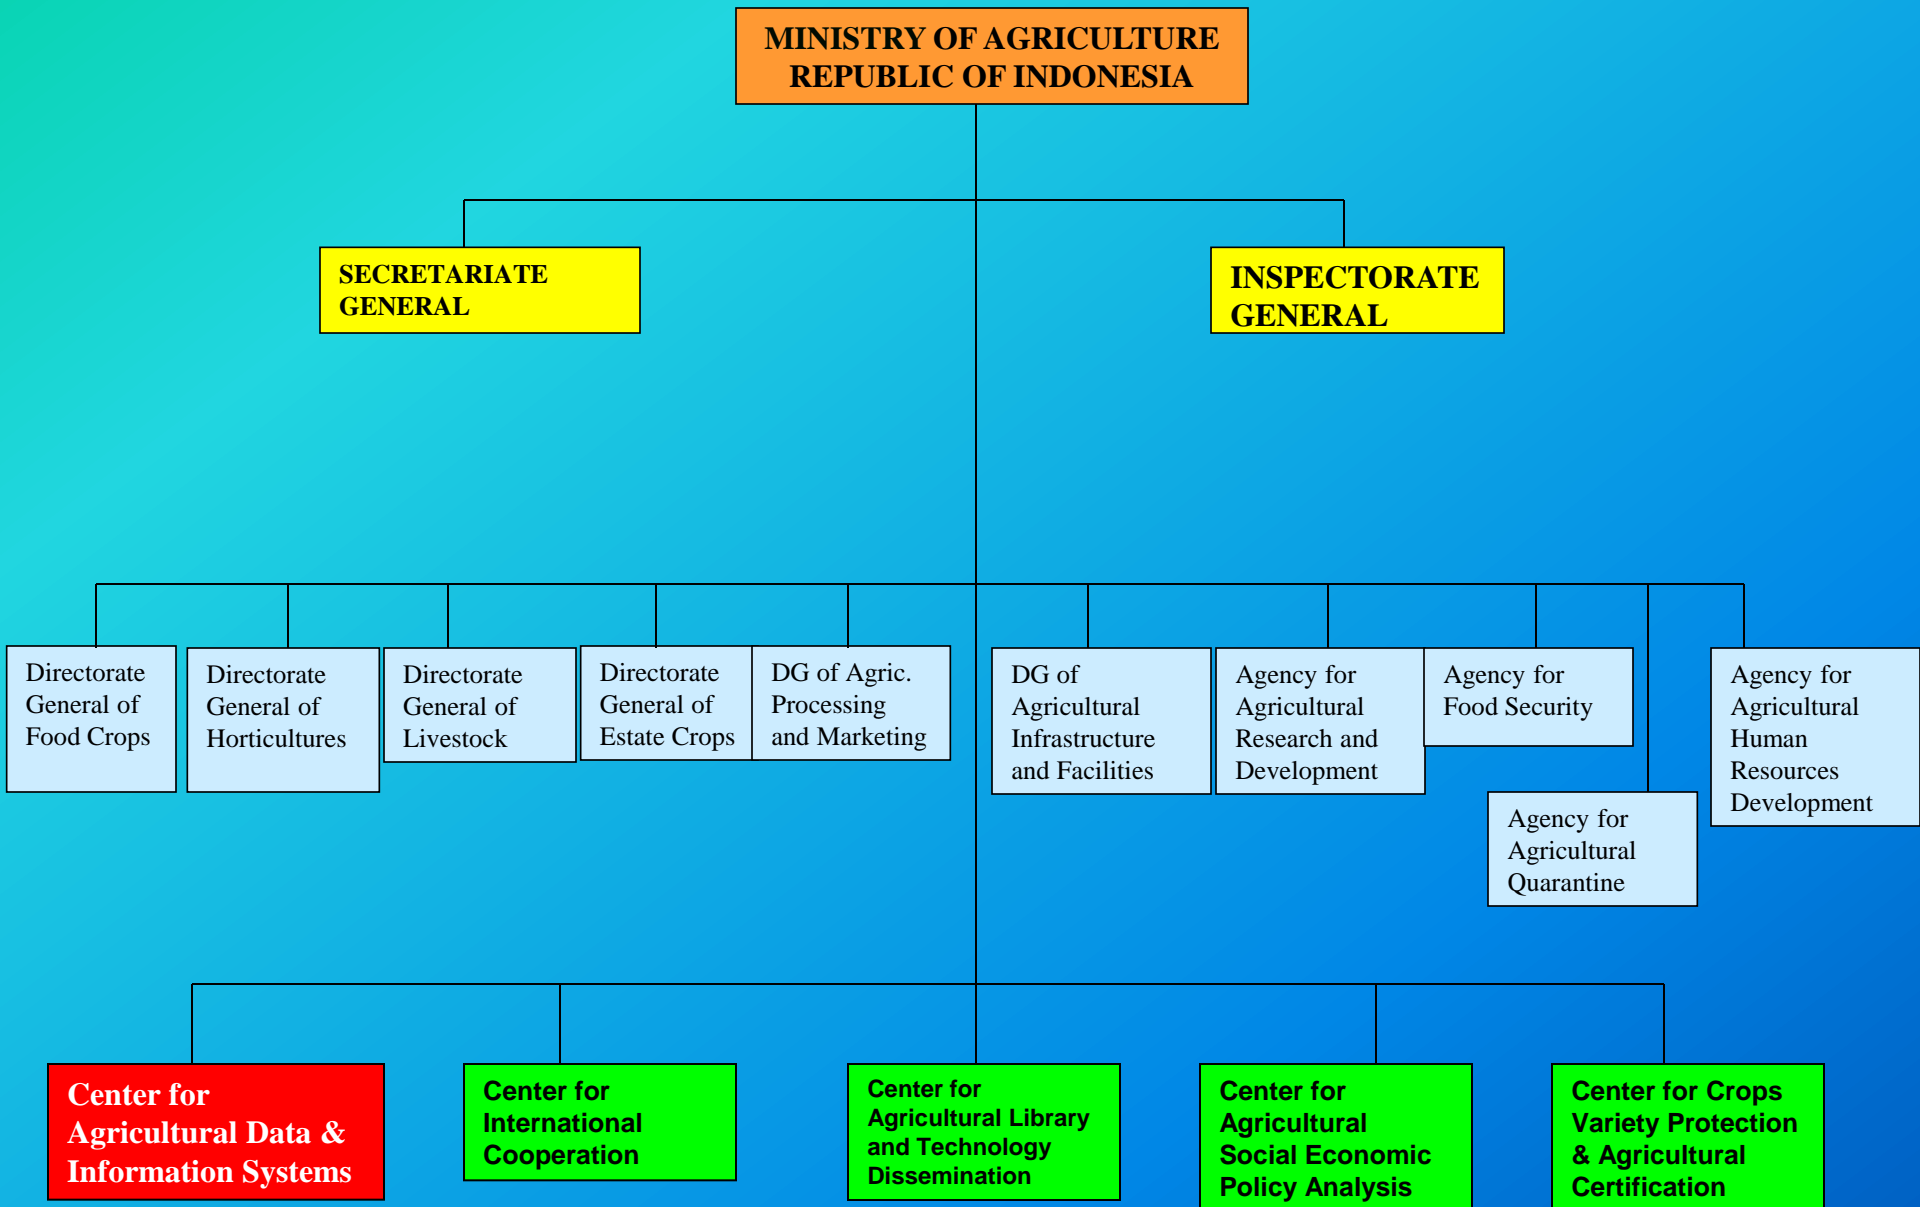 MINISTRY OF AGRICULTURE
REPUBLIC OF INDONESIA
SECRETARIATE
GENERAL
INSPECTORATE
GENERAL
Directorate
General of
Food Crops
Directorate
General of
Horticultures
Directorate
General of
Livestock
Directorate
General of
Estate Crops
DG of Agric.
Processing
and Marketing
DG of
Agricultural
Infrastructure
and Facilities
Agency for
Agricultural
Research and
Development
Agency for
Food Security
Agency for
Agricultural
Quarantine
Agency for
Agricultural
Human
Resources
Development
Center for
Agricultural Data &
Information Systems
Center for
International
Cooperation
Center for
Agricultural Library
and Technology
Dissemination
Center for
Agricultural
Social Economic
Policy Analysis
Center for Crops
Variety Protection
& Agricultural
Certification